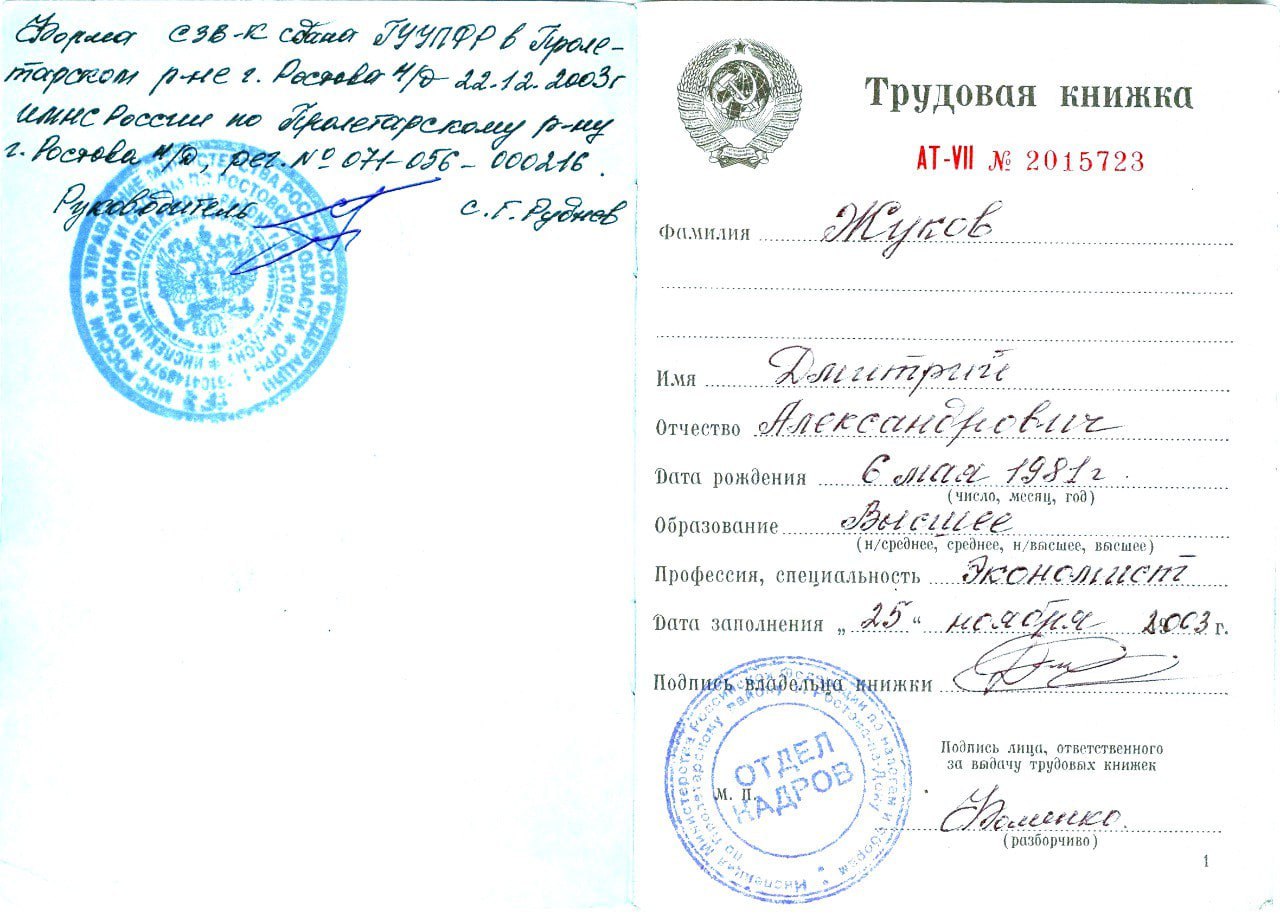 Форма СЗВ-К сдана ГУУПФР в Проле-
тарском р-не г. Ростова н/Д 22.12.2003г
ИМНС России по Пролетарскому р-ну
г. Ростова н/Д, рег. № 071-056-000216.
Руководитель С.Г. Руднев
УПРАВЛЕНИЕ МИНИСТЕРСТВА РОССИЙСКОЙ ФЕДЕРАЦИИ
ПО НАЛОГАМ И ПО РОСТОВСКОЙ ОБЛАСТИ
ИНСПЕКЦИЯ ПО ПРОЛЕТАРСКОМУ РАЙОНУ Г. РОСТОВА-НА-ДОНУ
МНС РОССИИ
Трудовая книжка
АТ-VII № 2015723
Фамилия Жуков
Имя Дмитрий
Отчество Александрович
Дата рождения 6 мая 1981г.
(число, месяц, год)
Образование Высшее
(н/среднее, среднее, н/высшее, высшее)
Профессия, специальность Экономист
Дата заполнения „25“ ноября 2003 г.
Подпись владельца книжки
Инспекция Министерства Российской Федерации по налогам и сборам
по Пролетарскому району г. Ростова-на-Дону
ОТДЕЛ
КАДРОВ
М. П.
Подпись лица, ответственного
за выдачу трудовых книжек
Фоменко.
(разборчиво)
1